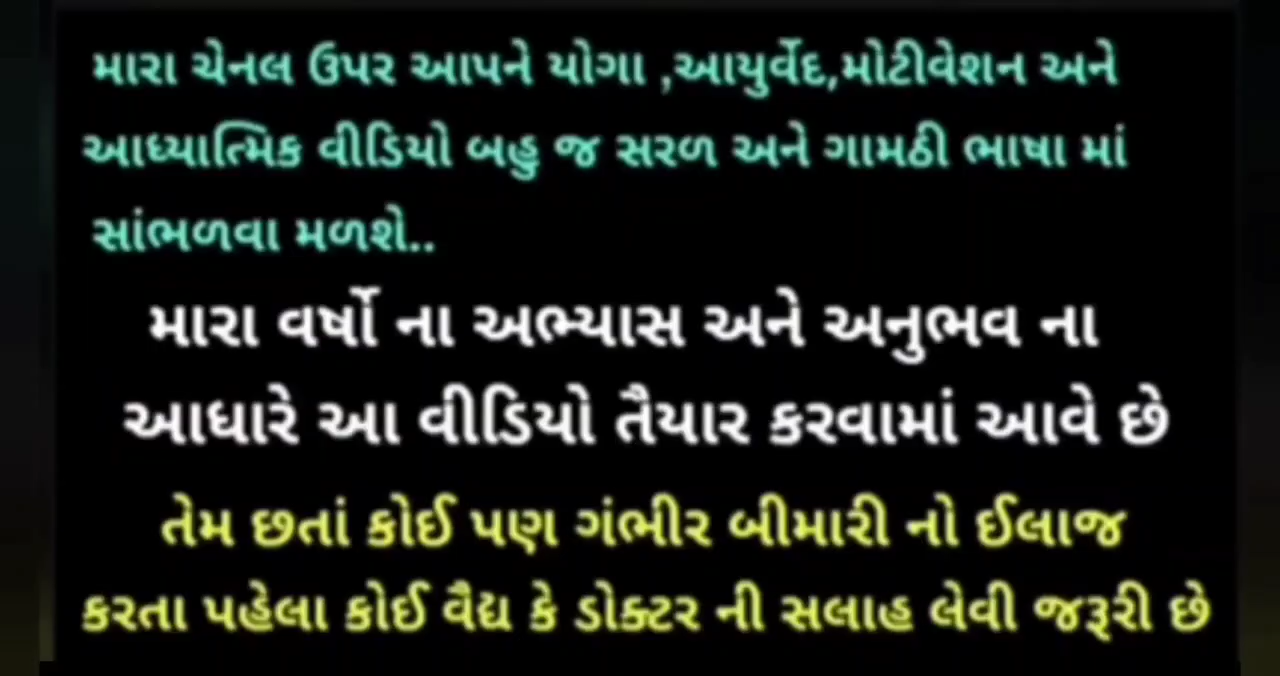 મારા ચેનલ ઉપર આપને યોગા ,આયુર્વેદ,મોટીવેશન અને
આધ્યાત્મિક વીડિયો બહુ જ સરળ અને ગામઠી ભાષા માં
સાંભળવા મળશે..
મારા વર્ષો ના અભ્યાસ અને અનુભવ ના
આધારે આ વીડિયો તૈયાર કરવામાં આવે છે
તેમ છતાં કોઈ પણ ગંભીર બીમારી નો ઈલાજ
કરતા પહેલા કોઈ વૈદ્ય કે ડોક્ટર ની સલાહ લેવી જરૂરી છે